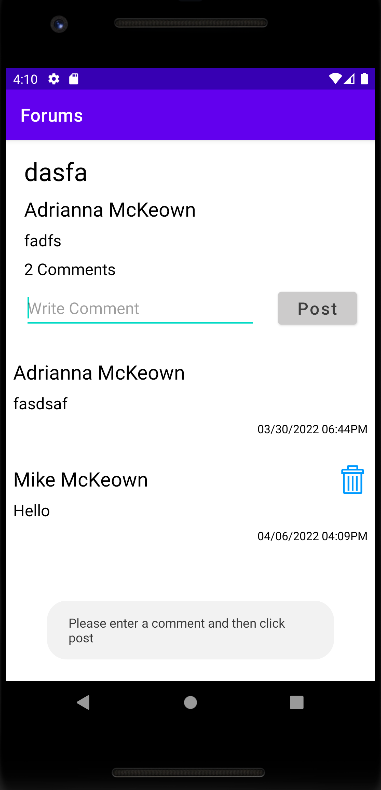 4:10
Forums
dasfa
Adrianna McKeown
fadfs
2 Comments
Write Comment
Post
Adrianna McKeown
fasdsaf
03/30/2022 06:44PM
Mike McKeown
Hello
04/06/2022 04:09PM
Please enter a comment and then click
post